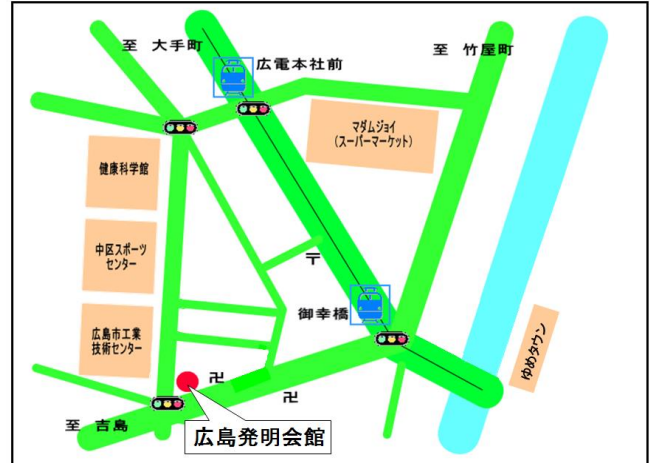 至 大手町
広電本社前
至 竹屋町
マダムジョイ
（スーパーマーケット）
健康科学館
中区スポーツ
センター
〒
御幸橋
広島市工業
技術センター
ゆめタウン
卍
卍
至 吉島
広島発明会館